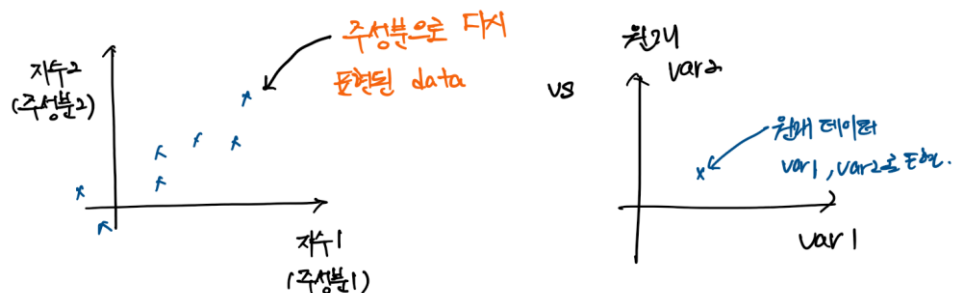 주성분으로 다시
표현된 data
지수2
(주성분2)
지수1
(주성분1)
vs
원래
var2
원래 데이터
var1, var2로 표현.
var1